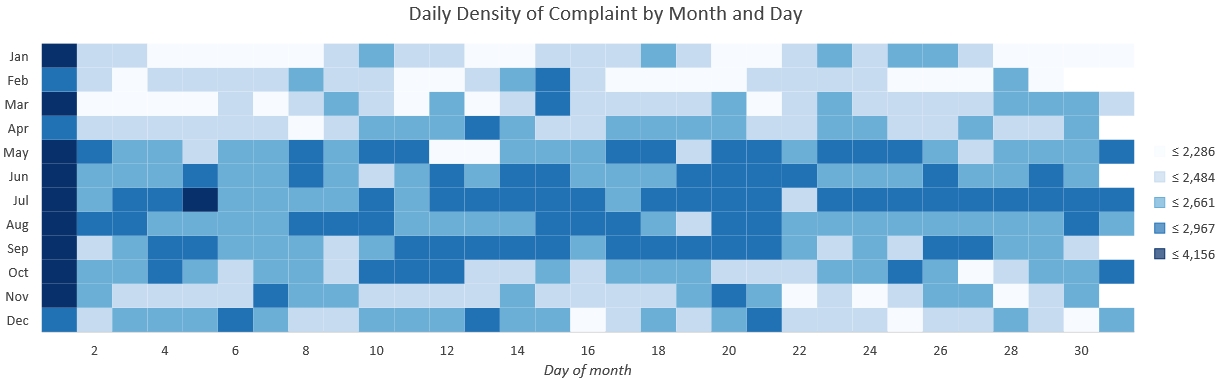 Daily Density of Complaint by Month and Day
Jan
Feb
Mar
Apr
May
Jun
Jul
Aug
Sep
Oct
Nov
Dec
≤ 2,286
≤ 2,484
≤ 2,661
≤ 2,967
≤ 4,156
2 4 6 8 10 12 14 16 18 20 22 24 26 28 30
Day of month